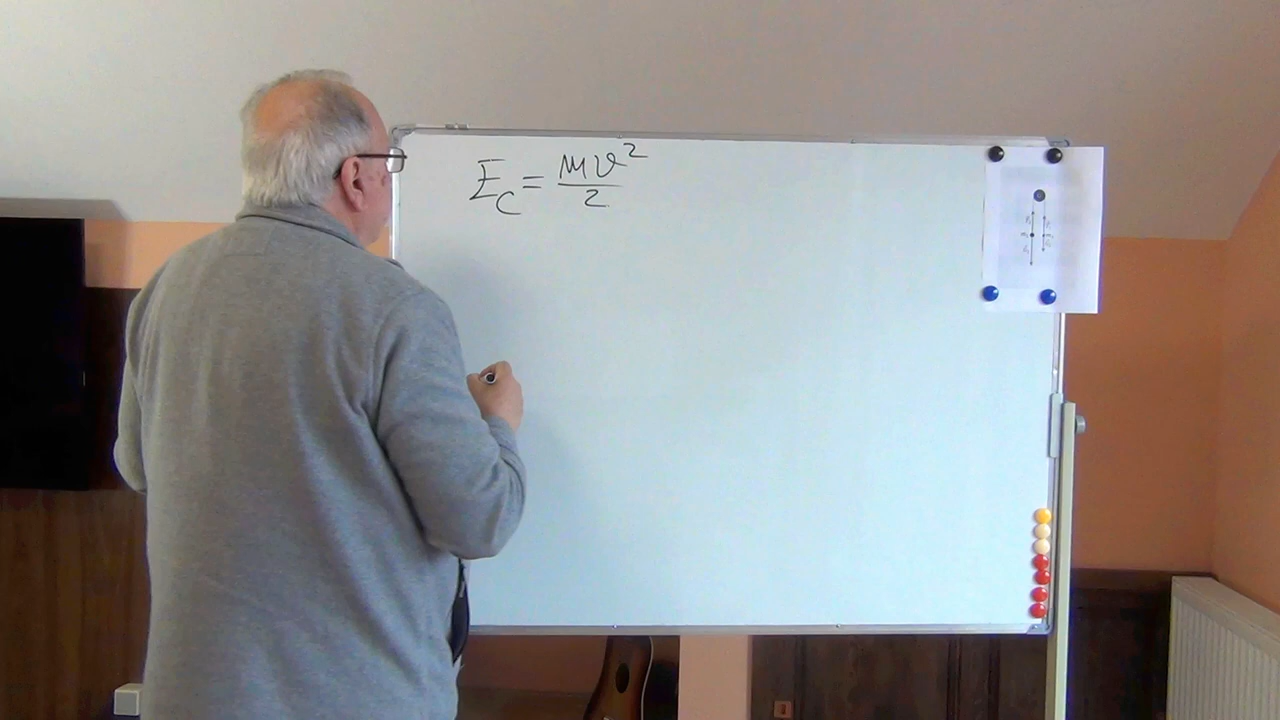 E_C = mv²/2